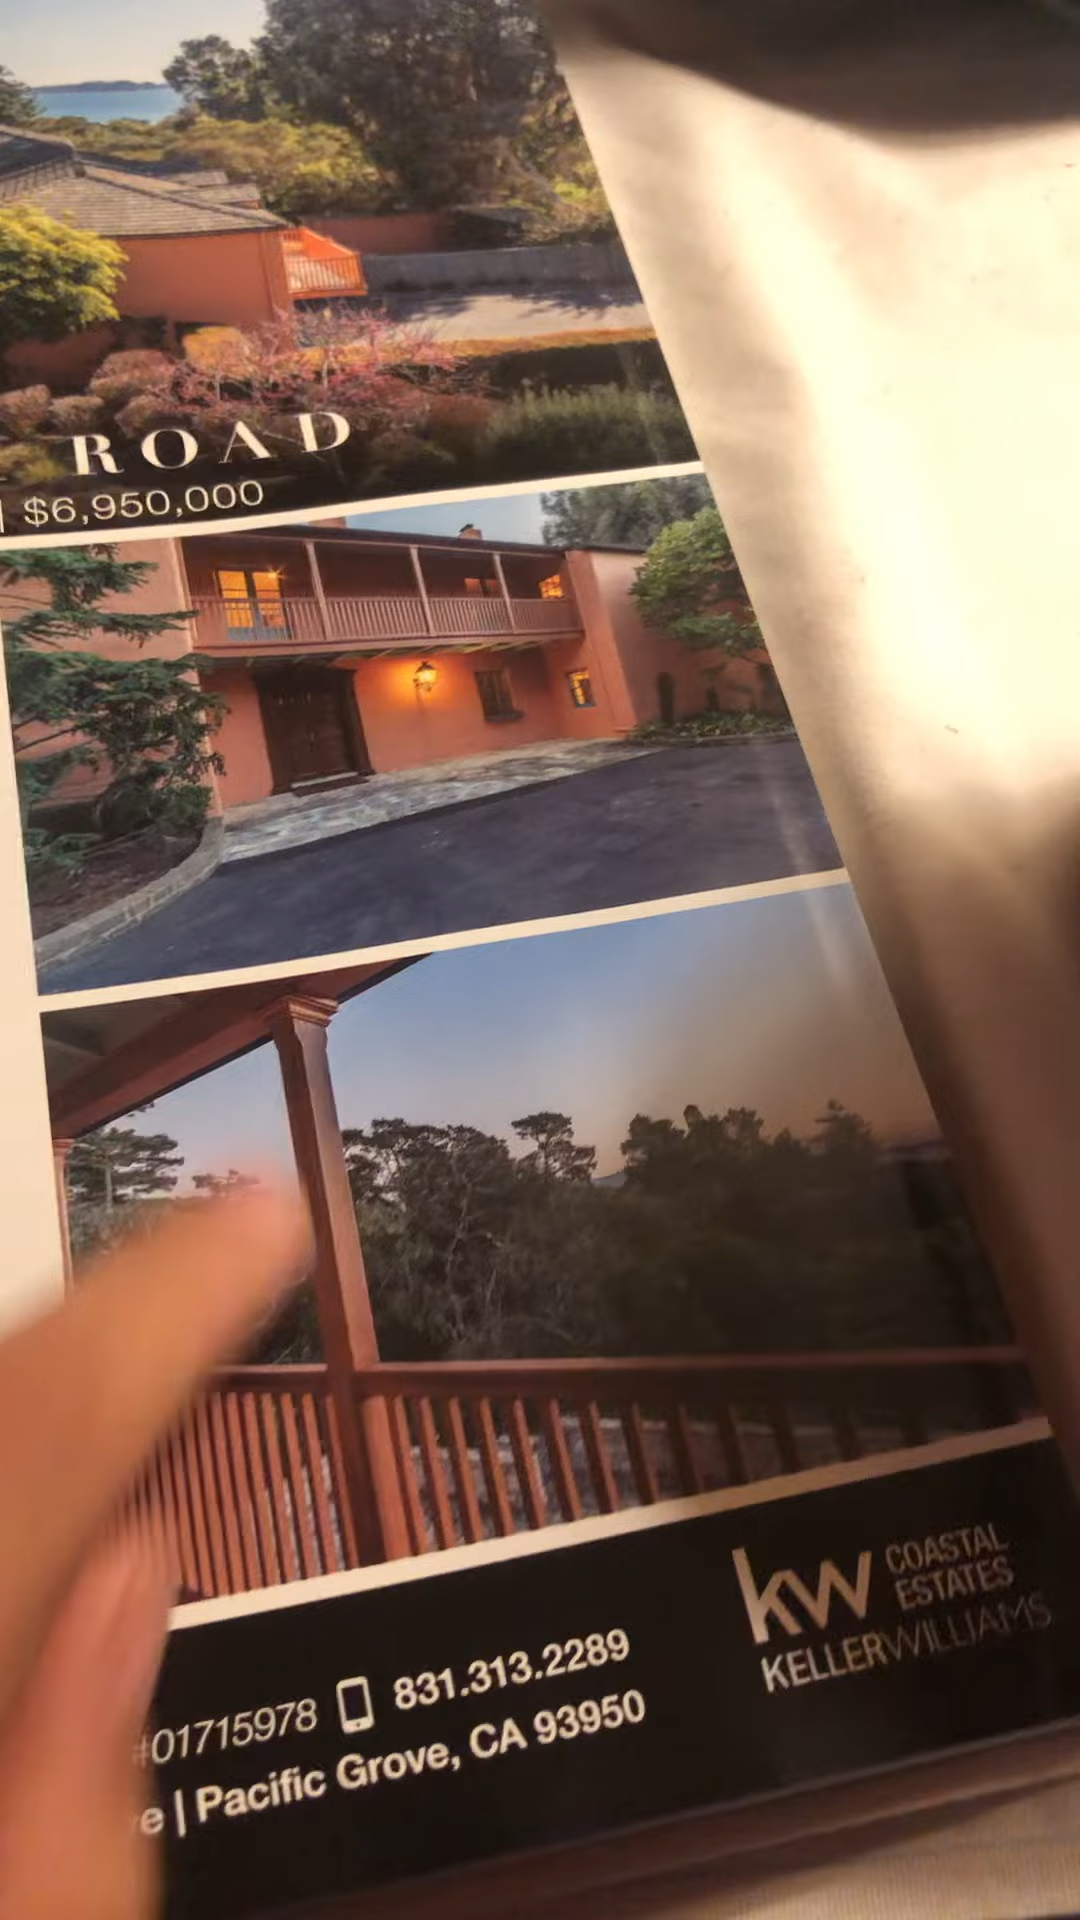 ROAD
| $6,950,000
kw COASTAL
ESTATES
KELLERWILLIAMS
#01715978 831.313.2289
e | Pacific Grove, CA 93950